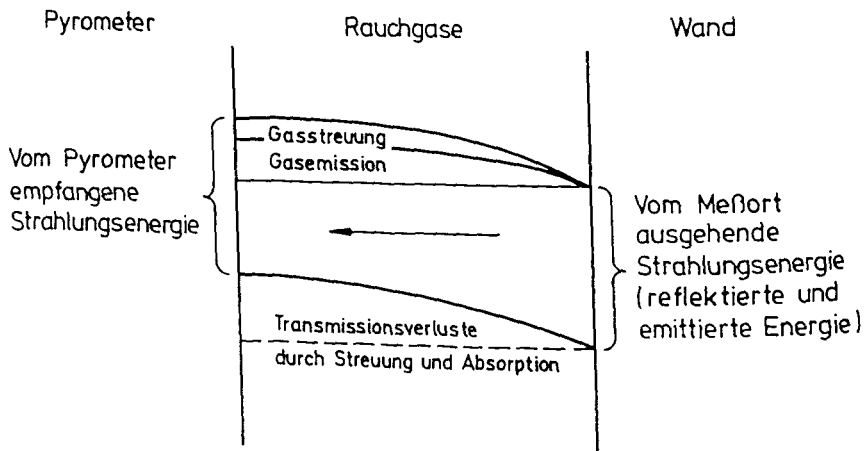 Pyrometer
Rauchgase
Wand
Gasstreuung
Gasemission
Vom Pyrometer
empfangene
Strahlungsenergie
Vom Meßort
ausgehende
Strahlungsenergie
(reflektierte und
emittierte Energie)
Transmissionsverluste
durch Streuung und Absorption